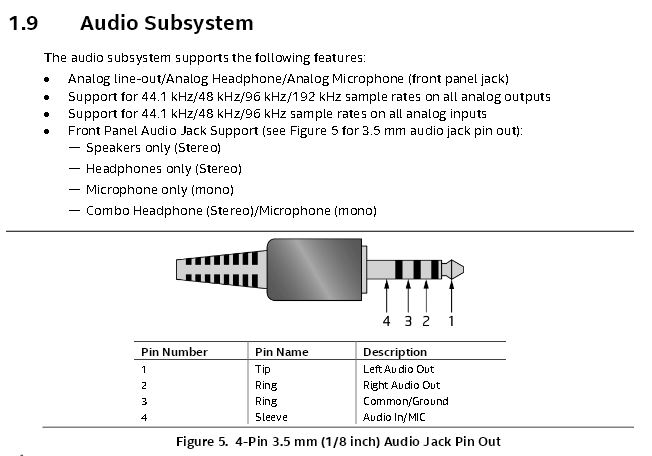 1.9 Audio Subsystem
The audio subsystem supports the following features:
• Analog line-out/Analog Headphone/Analog Microphone (front panel jack)
• Support for 44.1 kHz/48 kHz/96 kHz/192 kHz sample rates on all analog outputs
• Support for 44.1 kHz/48 kHz/96 kHz sample rates on all analog inputs
• Front Panel Audio Jack Support (see Figure 5 for 3.5 mm audio jack pin out):
— Speakers only (Stereo)
— Headphones only (Stereo)
— Microphone only (mono)
— Combo Headphone (Stereo)/Microphone (mono)
4 3 2 1
Pin Number Pin Name Description
1 Tip Left Audio Out
2 Ring Right Audio Out
3 Ring Common/Ground
4 Sleeve Audio In/MIC
Figure 5. 4-Pin 3.5 mm (1/8 inch) Audio Jack Pin Out